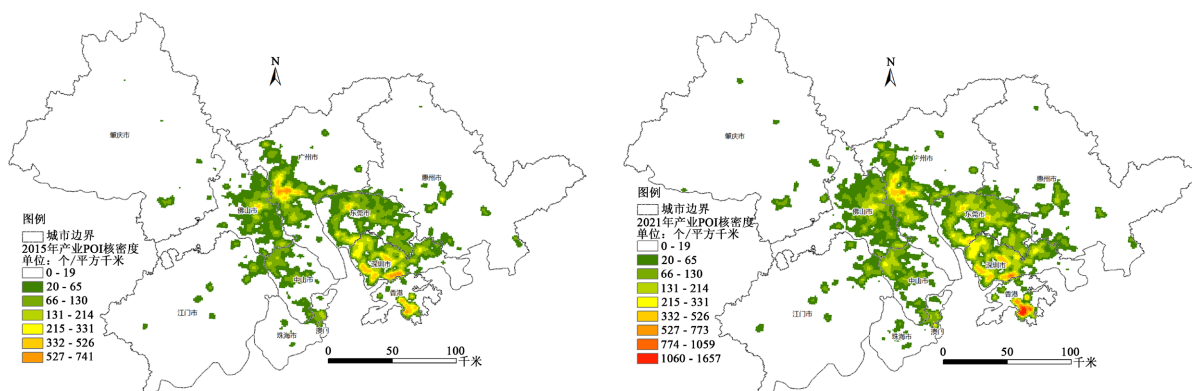 N
肇庆市
广州市
惠州市
佛山市
东莞市
深圳市
中山市
香港
江门市
珠海市
澳门
图例
城市边界
2015年产业POI核密度
单位：个/平方千米
0 - 19
20 - 65
66 - 130
131 - 214
215 - 331
332 - 526
527 - 741
0 50 100
千米
N
肇庆市
广州市
惠州市
佛山市
东莞市
深圳市
香港
中山市
江门市
珠海市
澳门
图例
城市边界
2021年产业POI核密度
单位：个/平方千米
0 - 19
20 - 65
66 - 130
131 - 214
215 - 331
332 - 526
527 - 773
774 - 1059
1060 - 1657
0 50 100
千米